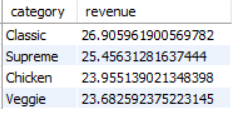 category revenue
Classic 26.905961900569782
Supreme 25.45631281637444
Chicken 23.955139021348398
Veggie 23.682592375223145